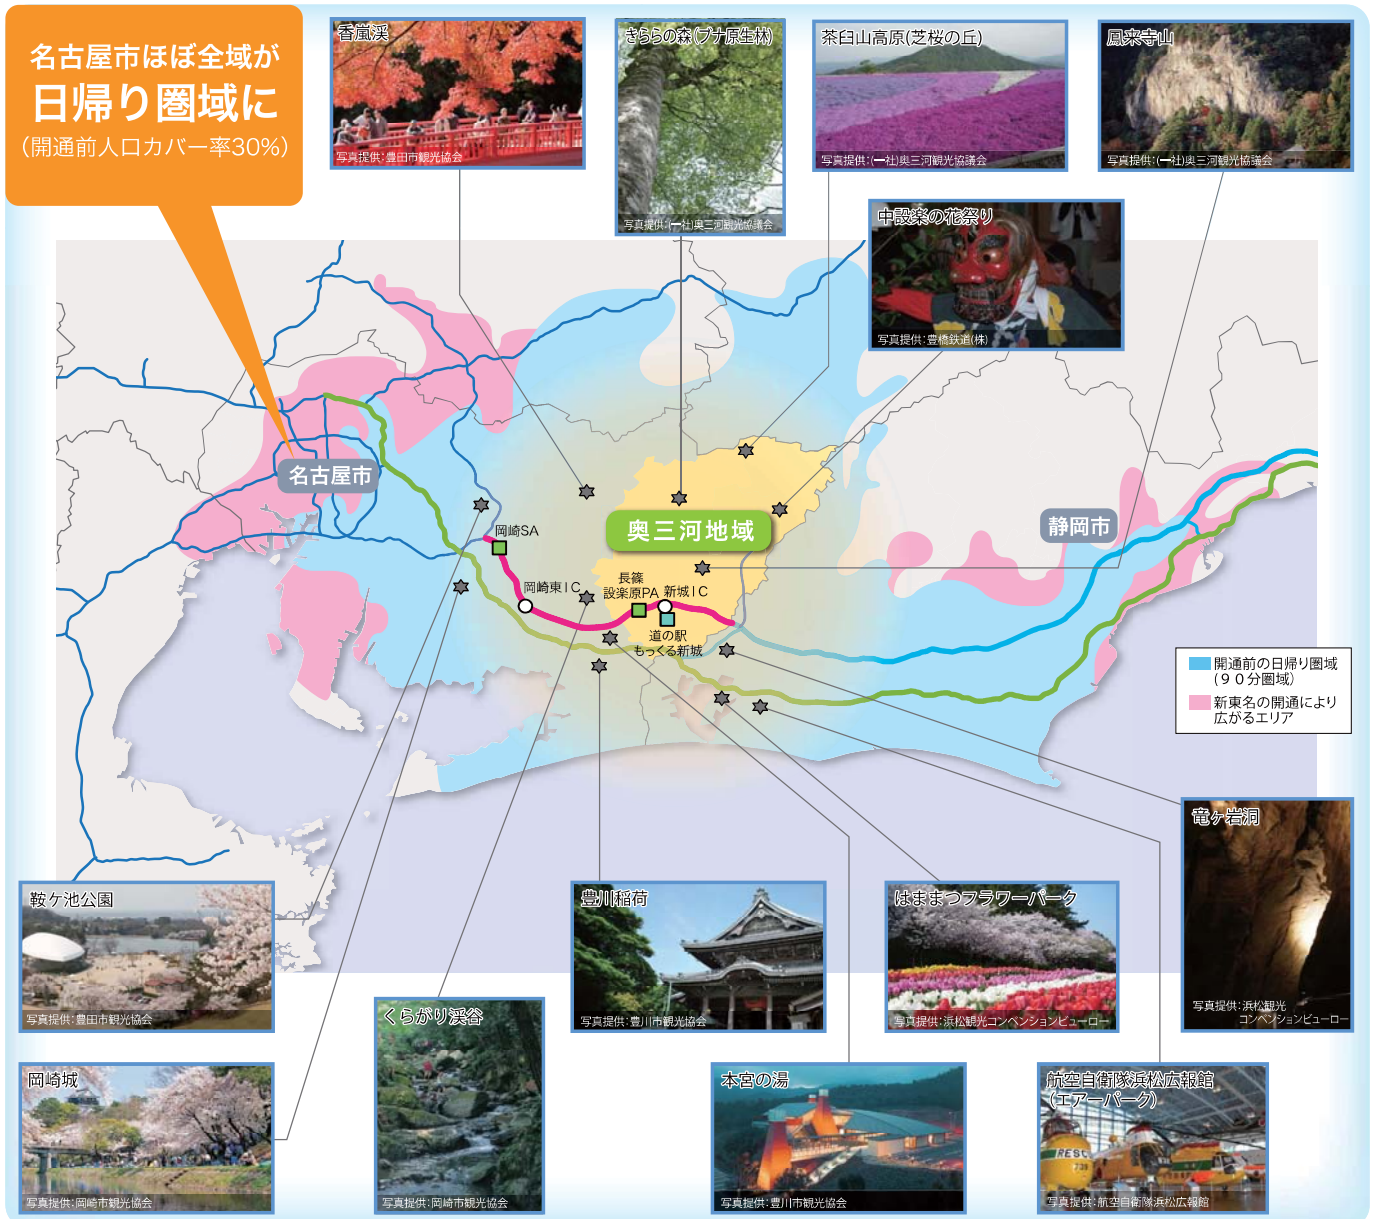 名古屋市ほぼ全域が
日帰り圏域に
(開通前人口カバー率30%)
香嵐渓
写真提供:豊田市観光協会
きららの森(ブナ原生林)
写真提供:(一社)奥三河観光協議会
茶臼山高原(芝桜の丘)
写真提供:(一社)奥三河観光協議会
鳳来寺山
写真提供:(一社)奥三河観光協議会
中設楽の花祭り
写真提供:豊橋鉄道(株)
名古屋市
静岡市
奥三河地域
岡崎SA
岡崎東IC
長篠
設楽原PA
新城IC
道の駅
もっくる新城
開通前の日帰り圏域
(90分圏域)
新東名の開通により
広がるエリア
竜ヶ岩洞
写真提供:浜松観光
コンベンションビューロー
鞍ケ池公園
写真提供:豊田市観光協会
豊川稲荷
写真提供:豊川市観光協会
はままつフラワーパーク
写真提供:浜松観光コンベンションビューロー
くらがり渓谷
写真提供:岡崎市観光協会
岡崎城
写真提供:岡崎市観光協会
本宮の湯
写真提供:豊川市観光協会
航空自衛隊浜松広報館
(エアーパーク)
RESC
739
写真提供:航空自衛隊浜松広報館